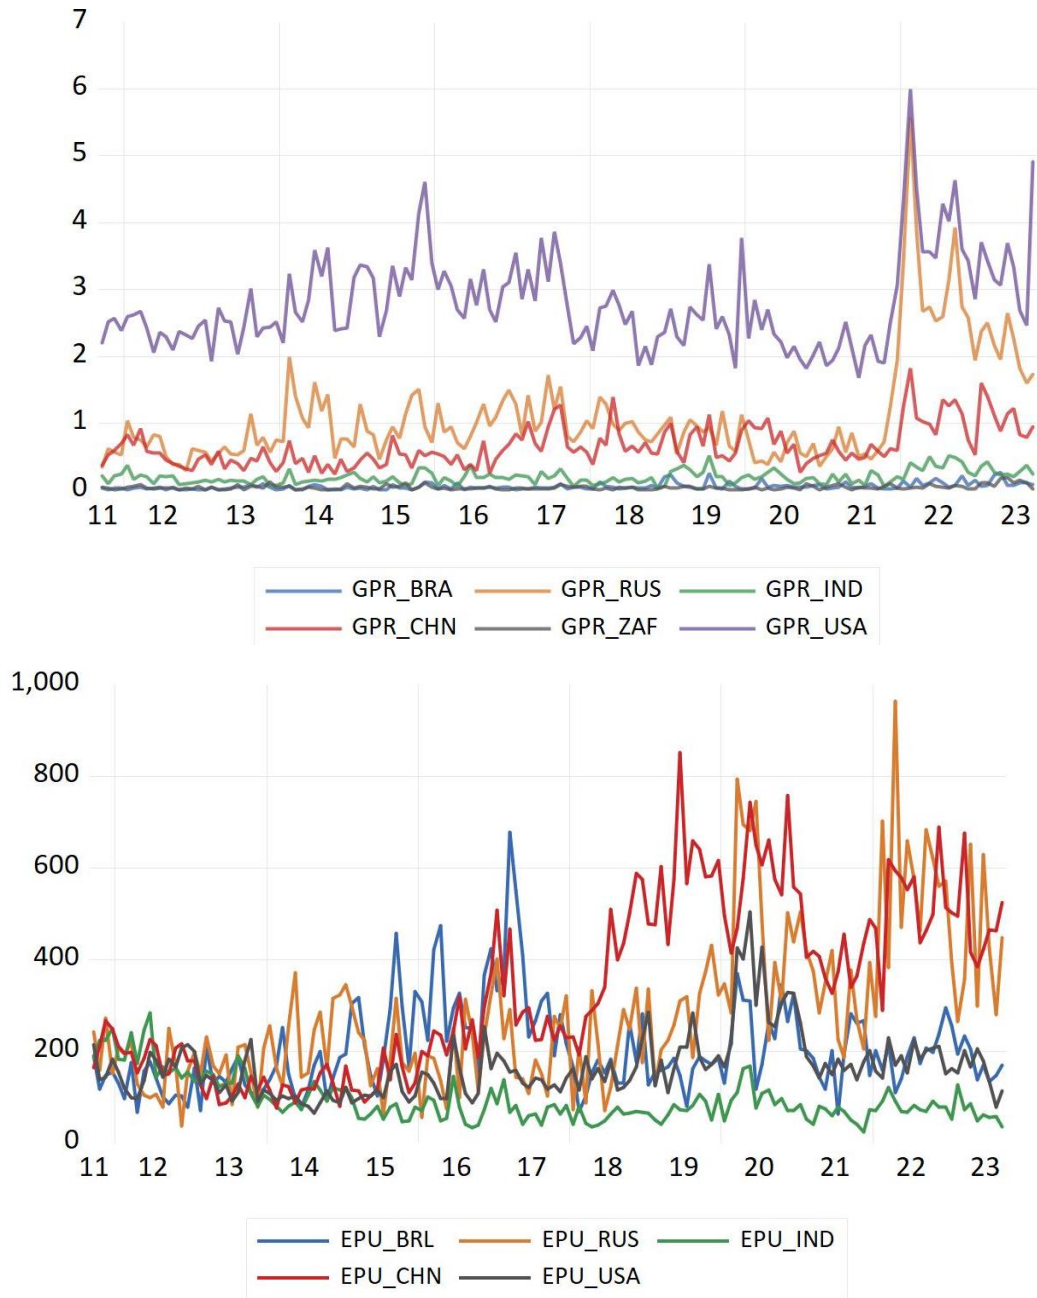 7
6
5
4
3
2
1
0
11 12 13 14 15 16 17 18 19 20 21 22 23
GPR_BRA GPR_RUS GPR_IND
GPR_CHN GPR_ZAF GPR_USA
1,000
800
600
400
200
0
11 12 13 14 15 16 17 18 19 20 21 22 23
EPU_BRL EPU_RUS EPU_IND
EPU_CHN EPU_USA